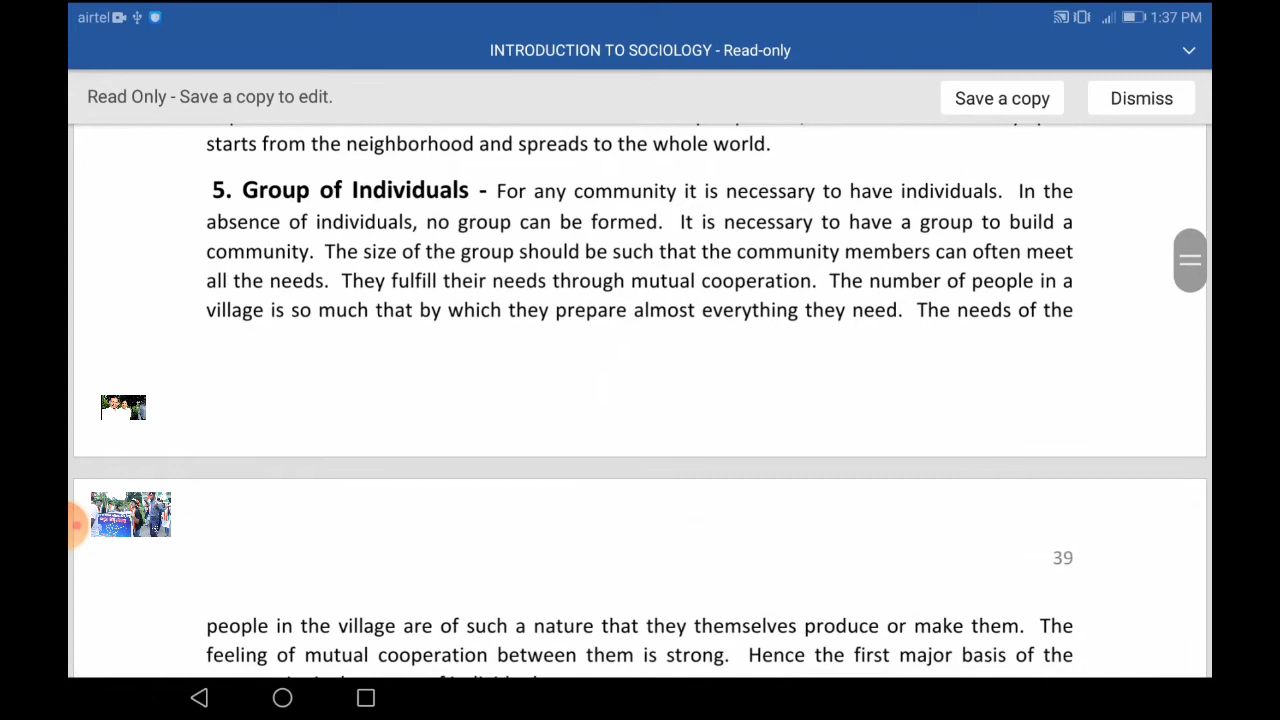 airtel
1:37 PM
INTRODUCTION TO SOCIOLOGY - Read-only
Read Only - Save a copy to edit.
Save a copy
Dismiss
starts from the neighborhood and spreads to the whole world.
5. Group of Individuals - For any community it is necessary to have individuals. In the
absence of individuals, no group can be formed. It is necessary to have a group to build a
community. The size of the group should be such that the community members can often meet
all the needs. They fulfill their needs through mutual cooperation. The number of people in a
village is so much that by which they prepare almost everything they need. The needs of the
39
people in the village are of such a nature that they themselves produce or make them. The
feeling of mutual cooperation between them is strong. Hence the first major basis of the